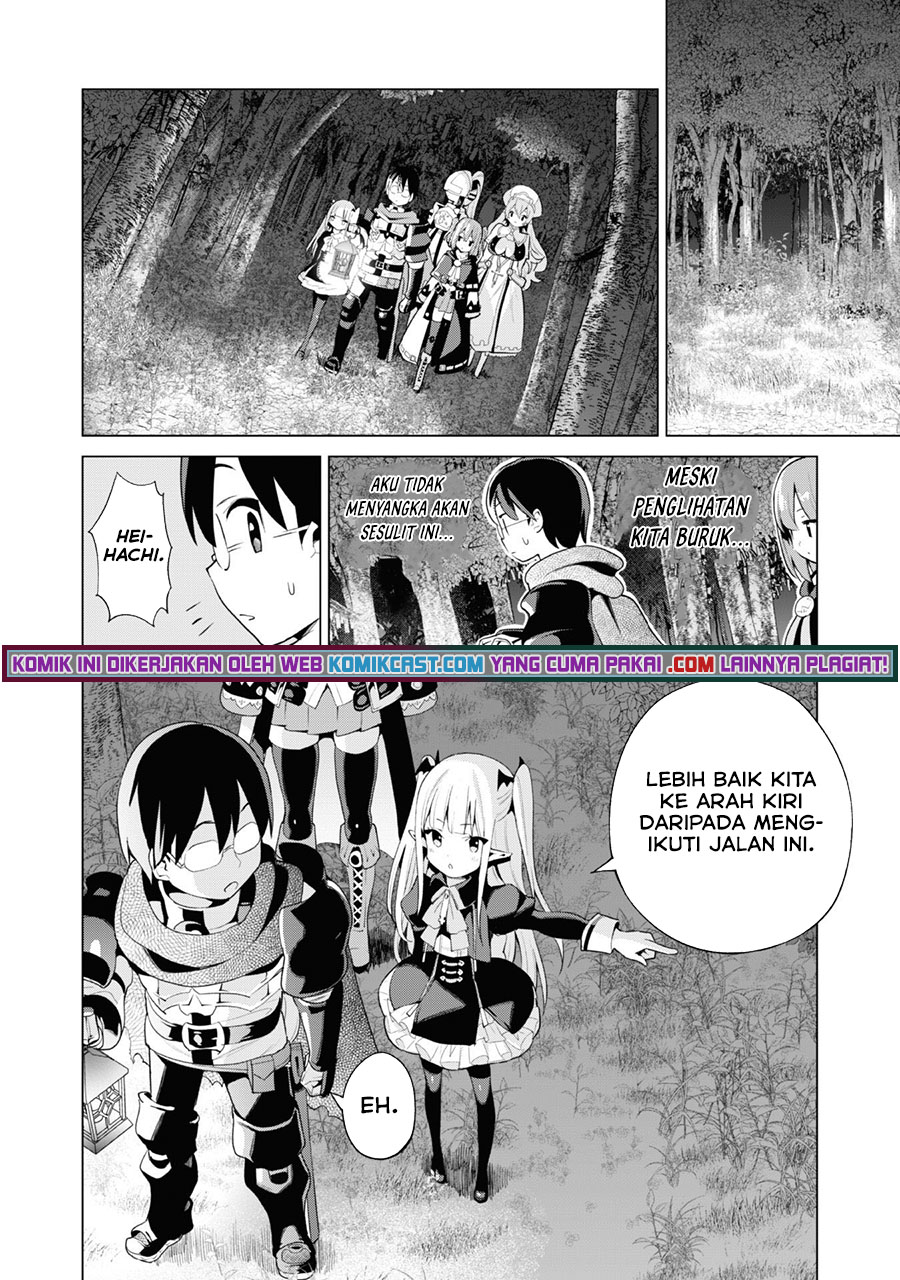 MESKI
PENGLIHATAN
KITA BURUK...
AKU TIDAK
MENYANGKA AKAN
SESULIT INI...
HEI-
HACHI.
KOMIK INI DIKERJAKAN OLEH WEB KOMIKCAST.COM YANG CUMA PAKAI .COM LAINNYA PLAGIAT!
LEBIH BAIK KITA
KE ARAH KIRI
DARIPADA MENG-
IKUTI JALAN INI.
EH.